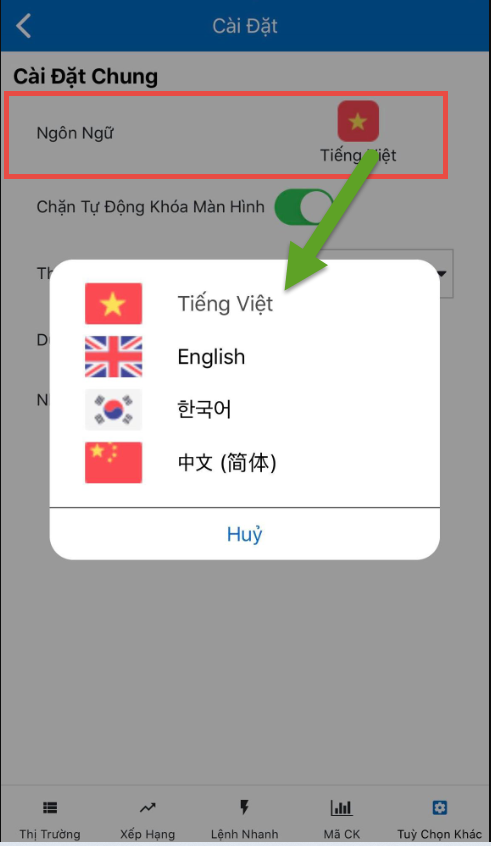 Cài Đặt
Cài Đặt Chung
Ngôn Ngữ
Tiếng Việt
Chặn Tự Động Khóa Màn Hình
Tiếng Việt
English
한국어
中文 (简体)
Huỷ
Thị Trường
Xếp Hạng
Lệnh Nhanh
Mã CK
Tuỳ Chọn Khác